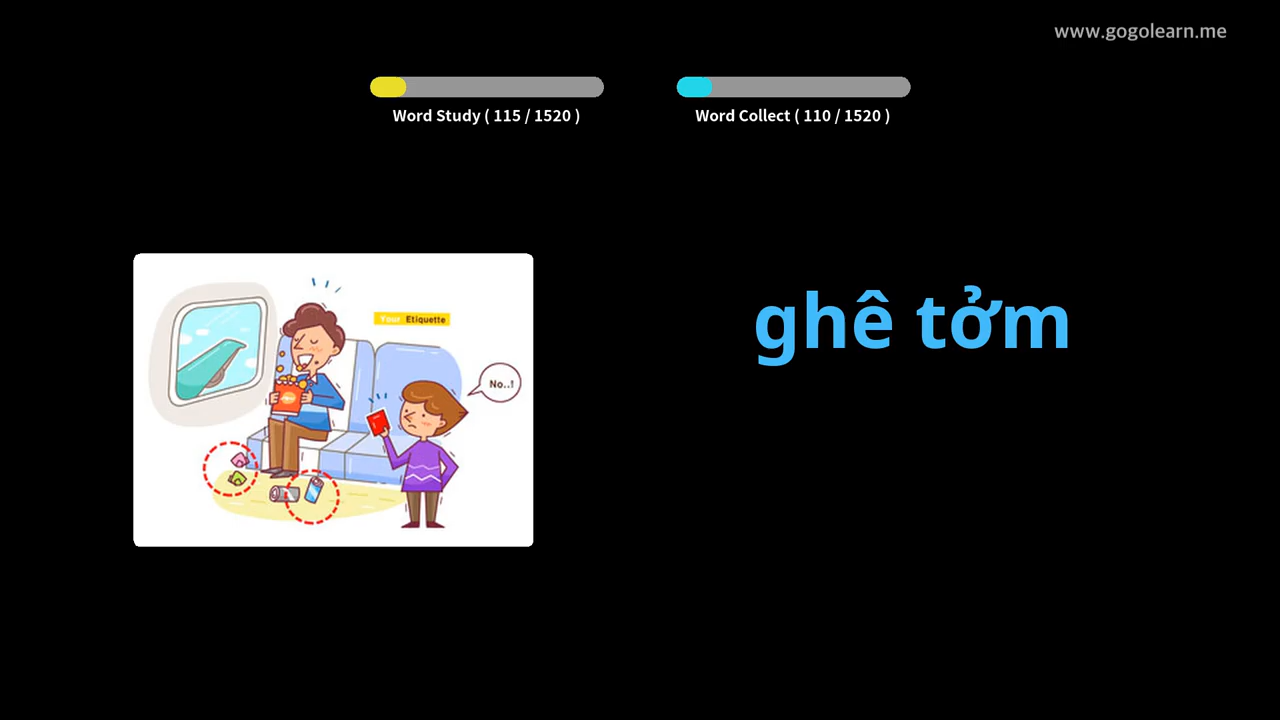 www.gogolearn.me
Word Study ( 115 / 1520 )
Word Collect ( 110 / 1520 )
Your Etiquette
No..!
ghê tởm